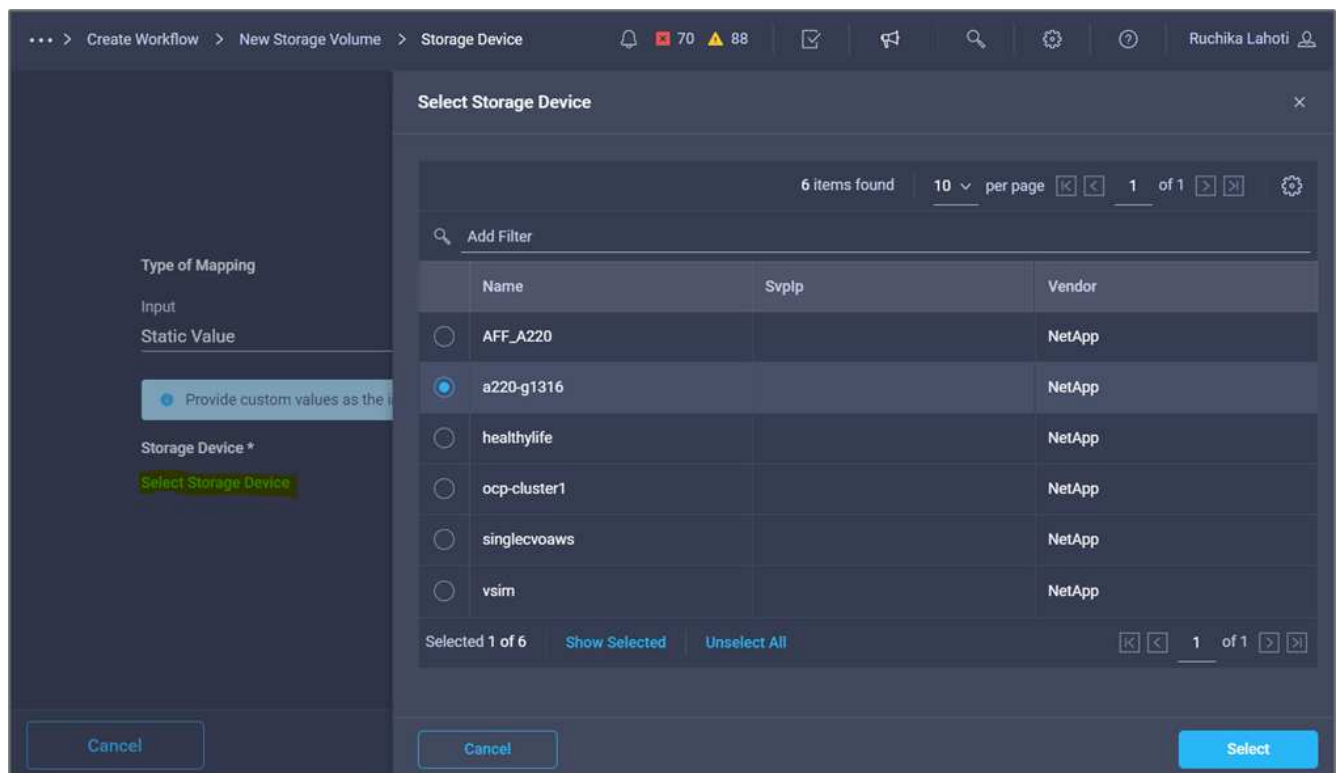 ••• > Create Workflow > New Storage Volume > Storage Device 70 88 Ruchika Lahoti
Select Storage Device
6 items found 10 per page 1 of 1
Add Filter
Type of Mapping
Input
Static Value
Provide custom values as the i
Storage Device *
Select Storage Device
Name SvpIp Vendor
AFF_A220 NetApp
a220-g1316 NetApp
healthylife NetApp
ocp-cluster1 NetApp
singlecvoaws NetApp
vsim NetApp
Selected 1 of 6 Show Selected Unselect All 1 of 1
Cancel
Cancel Select